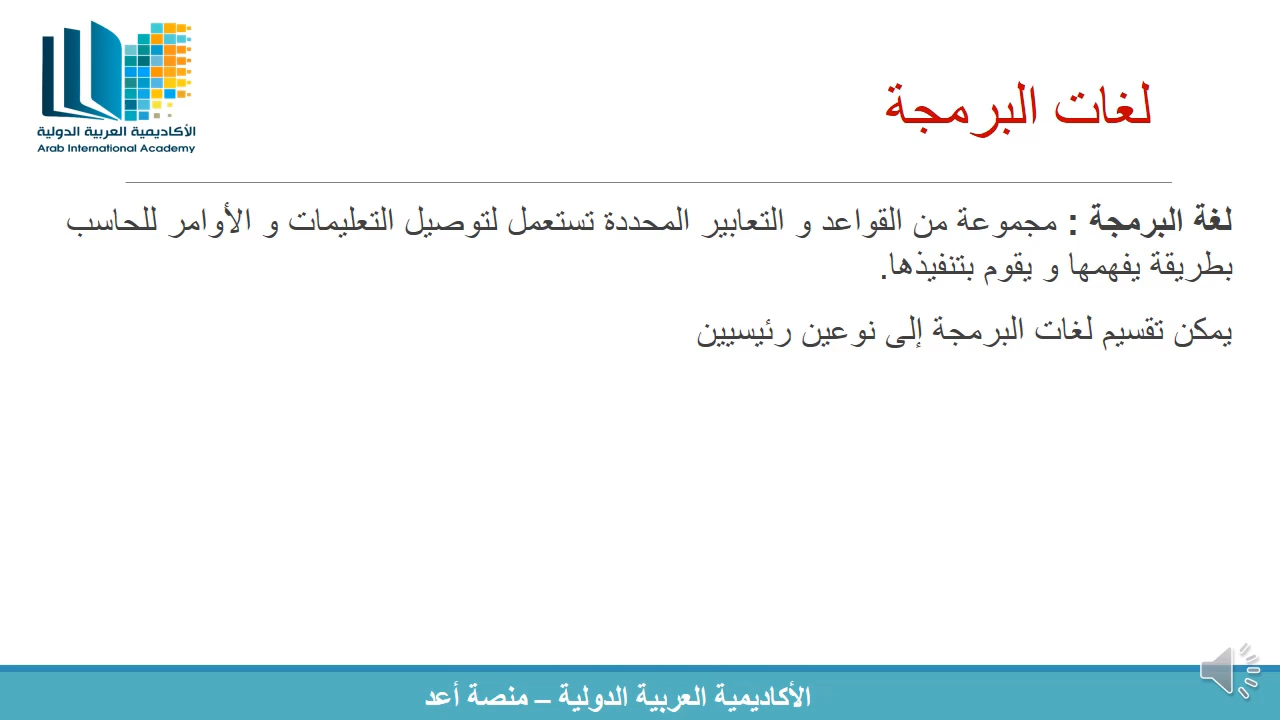 الأكاديمية العربية الدولية
Arab International Academy
لغات البرمجة
لغة البرمجة : مجموعة من القواعد و التعابير المحددة تستعمل لتوصيل التعليمات و الأوامر للحاسب
بطريقة يفهمها و يقوم بتنفيذها.
يمكن تقسيم لغات البرمجة إلى نوعين رئيسيين
الأكاديمية العربية الدولية – منصة أعد